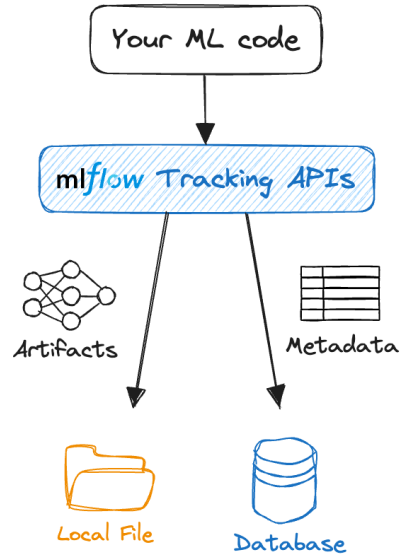 Your ML code
mlflow Tracking APIs
Artifacts
Metadata
Local File
Database